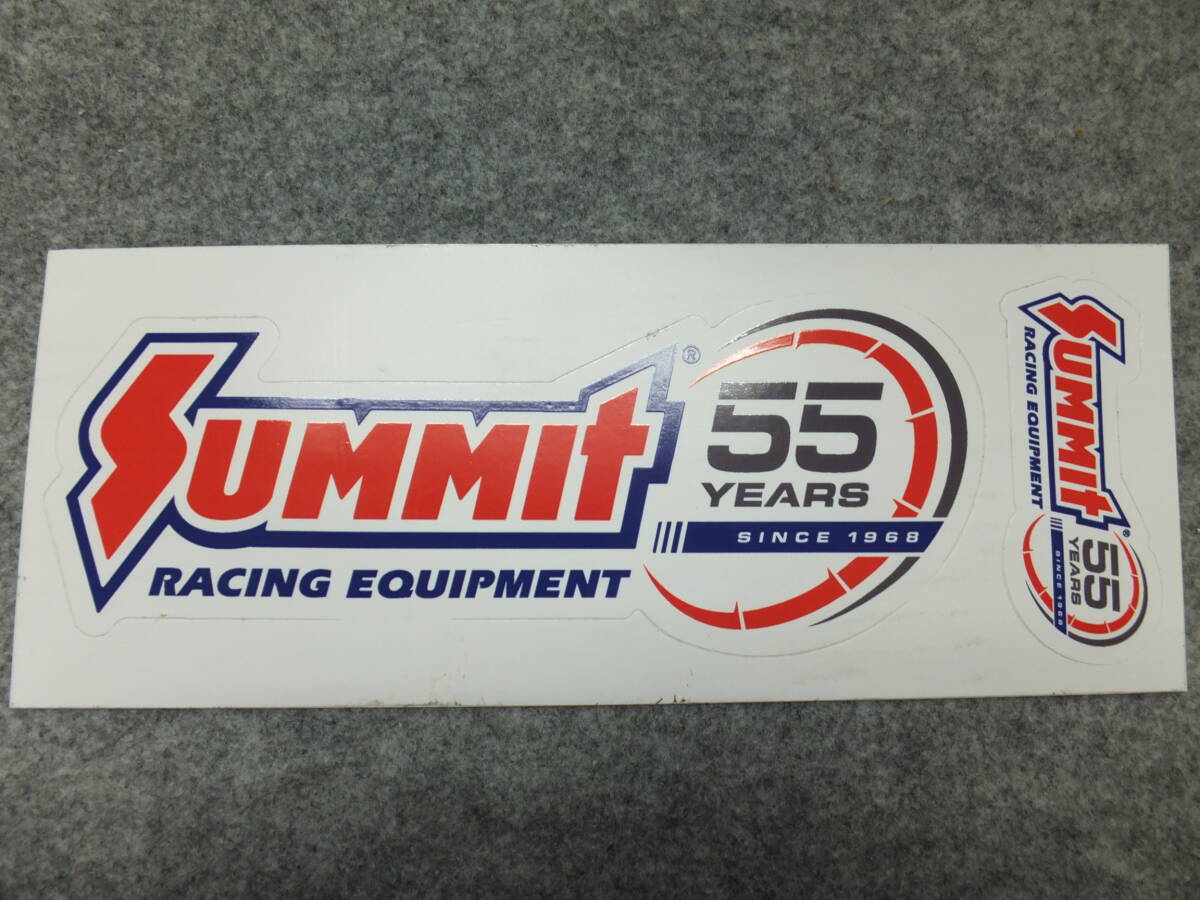 SUMMIT®
RACING EQUIPMENT
55
YEARS
SINCE 1968
SUMMIT®
RACING EQUIPMENT
55
YEARS
SINCE 1968